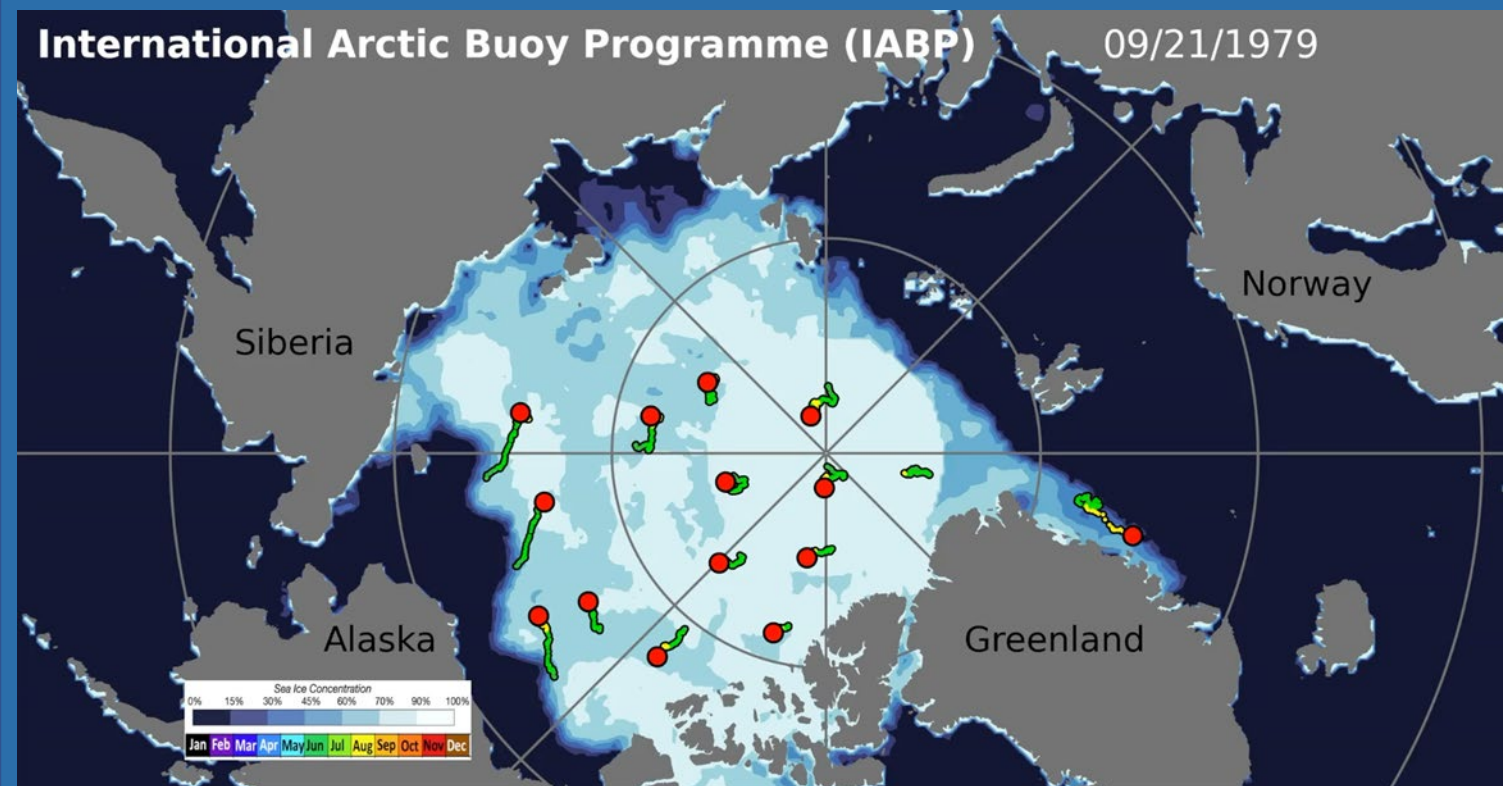 International Arctic Buoy Programme (IABP) 09/21/1979
Norway
Siberia
Alaska
Greenland
Sea Ice Concentration
0% 15% 30% 45% 60% 70% 90% 100%
Jan Feb Mar Apr May Jun Jul Aug Sep Oct Nov Dec